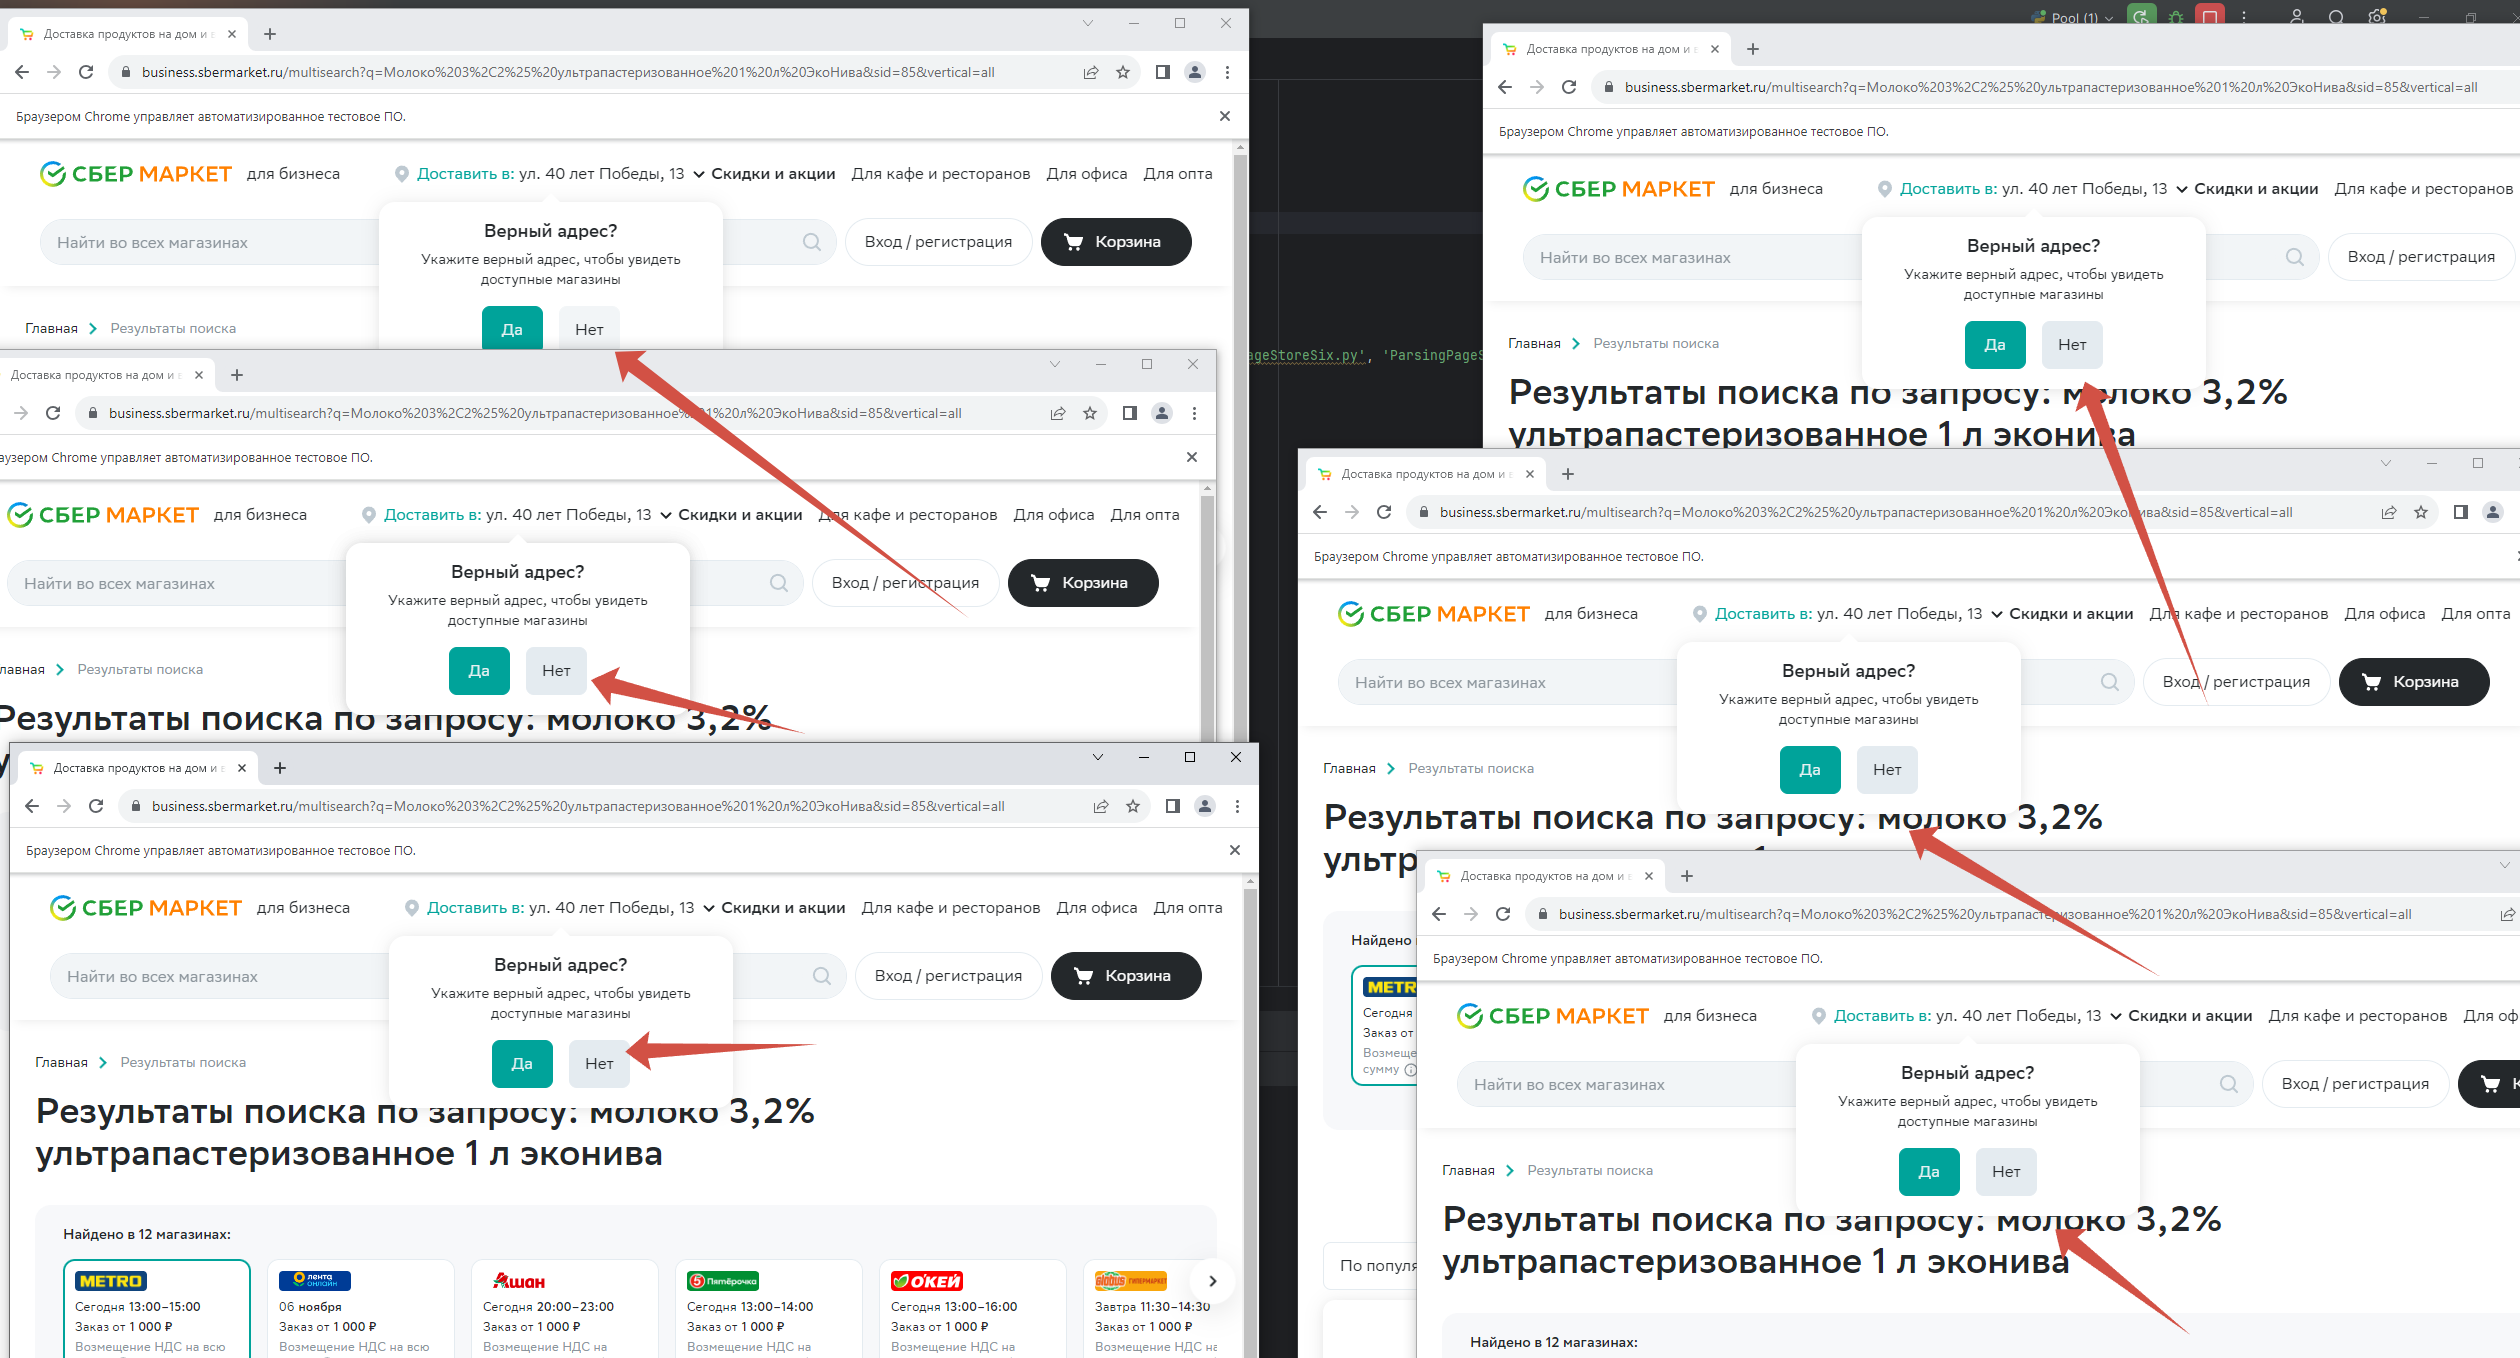 Pool (1)
Доставка продуктов на дом и в
business.sbermarket.ru/multisearch?q=Молоко%203%2C2%25%20ультрапастеризованное%201%20л%20ЭкоНива&sid=85&vertical=all
Браузером Chrome управляет автоматизированное тестовое ПО.
СБЕР МАРКЕТ для бизнеса Доставить в: ул. 40 лет Победы, 13 Скидки и акции Для кафе и ресторанов Для офиса Для опта
Верный адрес?
Найти во всех магазинах Вход / регистрация Корзина
Укажите верный адрес, чтобы увидеть
доступные магазины
Да Нет
Главная Результаты поиска
Доставка продуктов на дом и в
business.sbermarket.ru/multisearch?q=Молоко%203%2C2%25%20ультрапастеризованное%201%20л%20ЭкоНива&sid=85&vertical=all
аузером Chrome управляет автоматизированное тестовое ПО.
СБЕР МАРКЕТ для бизнеса Доставить в: ул. 40 лет Победы, 13 Скидки и акции Для кафе и ресторанов Для офиса Для опта
Верный адрес?
Найти во всех магазинах Вход / регистрация Корзина
Укажите верный адрес, чтобы увидеть
доступные магазины
Да Нет
лавная Результаты поиска
Результаты поиска по запросу: молоко 3,2%
Доставка продуктов на дом и в
business.sbermarket.ru/multisearch?q=Молоко%203%2C2%25%20ультрапастеризованное%201%20л%20ЭкоНива&sid=85&vertical=all
Браузером Chrome управляет автоматизированное тестовое ПО.
СБЕР МАРКЕТ для бизнеса Доставить в: ул. 40 лет Победы, 13 Скидки и акции Для кафе и ресторанов Для офиса Для опта
Верный адрес?
Найти во всех магазинах Вход / регистрация Корзина
Укажите верный адрес, чтобы увидеть
доступные магазины
Да Нет
Главная Результаты поиска
Результаты поиска по запросу: молоко 3,2%
ультрапастеризованное 1 л эконива
Найдено в 12 магазинах:
METRO лента онлайн Ашан Пятёрочка О'КЕЙ globus ГИПЕРМАРКЕТ
Сегодня 13:00–15:00 06 ноября Сегодня 20:00–23:00 Сегодня 13:00–14:00 Сегодня 13:00–16:00 Завтра 11:30–14:30
Заказ от 1 000 ₽ Заказ от 1 000 ₽ Заказ от 1 000 ₽ Заказ от 1 000 ₽ Заказ от 1 000 ₽ Заказ от 1 000 ₽
Возмещение НДС на всю Возмещение НДС на всю Возмещение НДС на Возмещение НДС на Возмещение НДС на Возмещение НДС на
ageStoreSix.py', 'ParsingPageS
Доставка продуктов на дом и в
business.sbermarket.ru/multisearch?q=Молоко%203%2C2%25%20ультрапастеризованное%201%20л%20ЭкоНива&sid=85&vertical=all
Браузером Chrome управляет автоматизированное тестовое ПО.
СБЕР МАРКЕТ для бизнеса Доставить в: ул. 40 лет Победы, 13 Скидки и акции Для кафе и ресторанов
Верный адрес?
Найти во всех магазинах Вход / регистрация
Укажите верный адрес, чтобы увидеть
доступные магазины
Да Нет
Главная Результаты поиска
Результаты поиска по запросу: молоко 3,2%
ультрапастеризованное 1 л эконива
Доставка продуктов на дом и в
business.sbermarket.ru/multisearch?q=Молоко%203%2C2%25%20ультрапастеризованное%201%20л%20ЭкоНива&sid=85&vertical=all
Браузером Chrome управляет автоматизированное тестовое ПО.
СБЕР МАРКЕТ для бизнеса Доставить в: ул. 40 лет Победы, 13 Скидки и акции Для кафе и ресторанов Для офиса Для опта
Верный адрес?
Найти во всех магазинах Вход / регистрация Корзина
Укажите верный адрес, чтобы увидеть
доступные магазины
Да Нет
Главная Результаты поиска
Результаты поиска по запросу: молоко 3,2%
ультр
Найдено
METR
Сегодня
Заказ от
Возмеще
сумму
По популя
Доставка продуктов на дом и в
business.sbermarket.ru/multisearch?q=Молоко%203%2C2%25%20ультрапастеризованное%201%20л%20ЭкоНива&sid=85&vertical=all
Браузером Chrome управляет автоматизированное тестовое ПО.
СБЕР МАРКЕТ для бизнеса Доставить в: ул. 40 лет Победы, 13 Скидки и акции Для кафе и ресторанов Для оф
Верный адрес?
Найти во всех магазинах Вход / регистрация К
Укажите верный адрес, чтобы увидеть
доступные магазины
Да Нет
Главная Результаты поиска
Результаты поиска по запросу: молоко 3,2%
ультрапастеризованное 1 л эконива
Найдено в 12 магазинах: